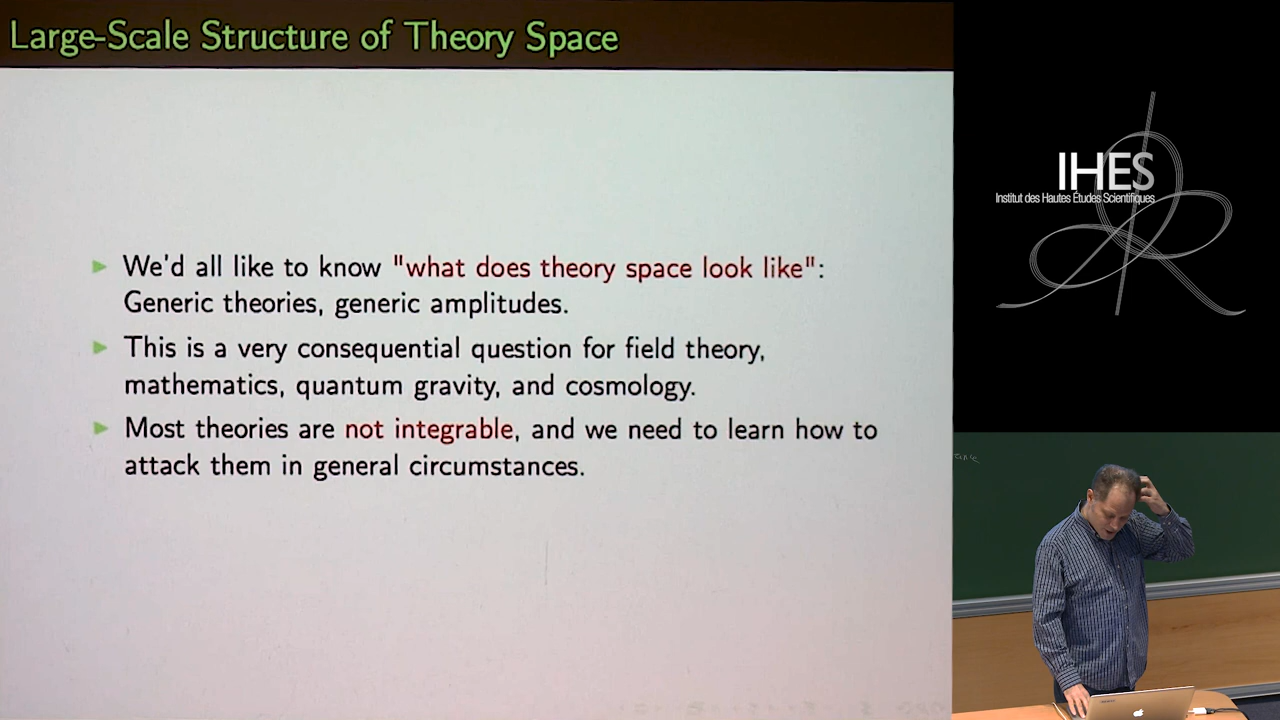 Large-Scale Structure of Theory Space
We'd all like to know "what does theory space look like":
Generic theories, generic amplitudes.
This is a very consequential question for field theory,
mathematics, quantum gravity, and cosmology.
Most theories are not integrable, and we need to learn how to
attack them in general circumstances.
IHES
Institut des Hautes Études Scientifiques